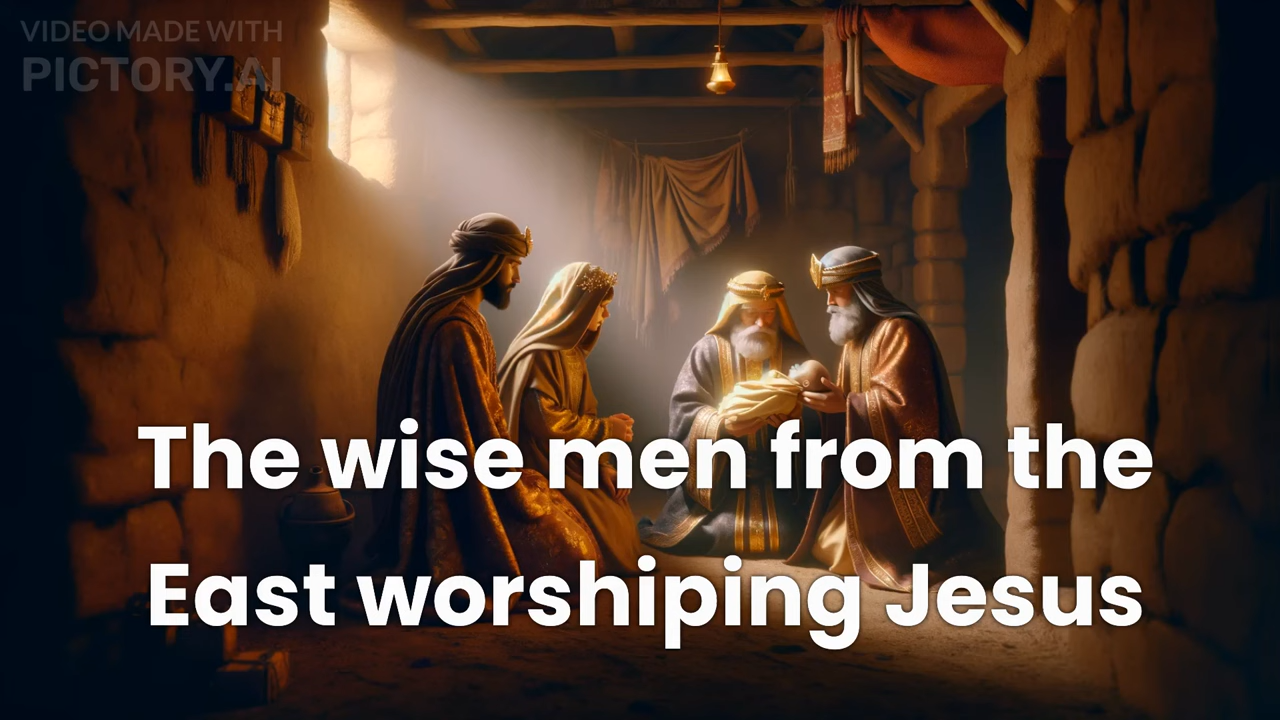 VIDEO MADE WITH
PICTORY.AI
The wise men from the
East worshiping Jesus